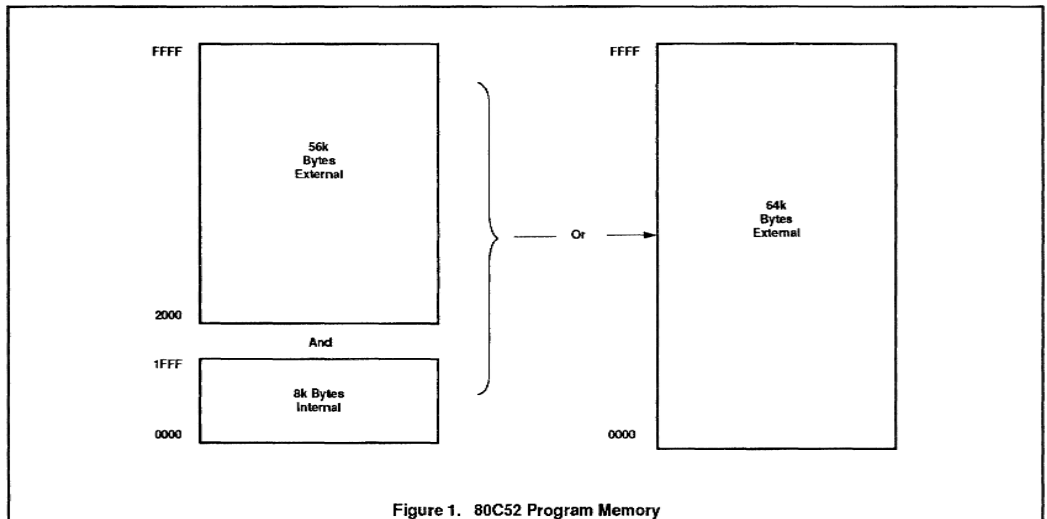 FFFF
56k
Bytes
External
2000
And
1FFF
8k Bytes
Internal
0000
Or
FFFF
64k
Bytes
External
0000
Figure 1. 80C52 Program Memory